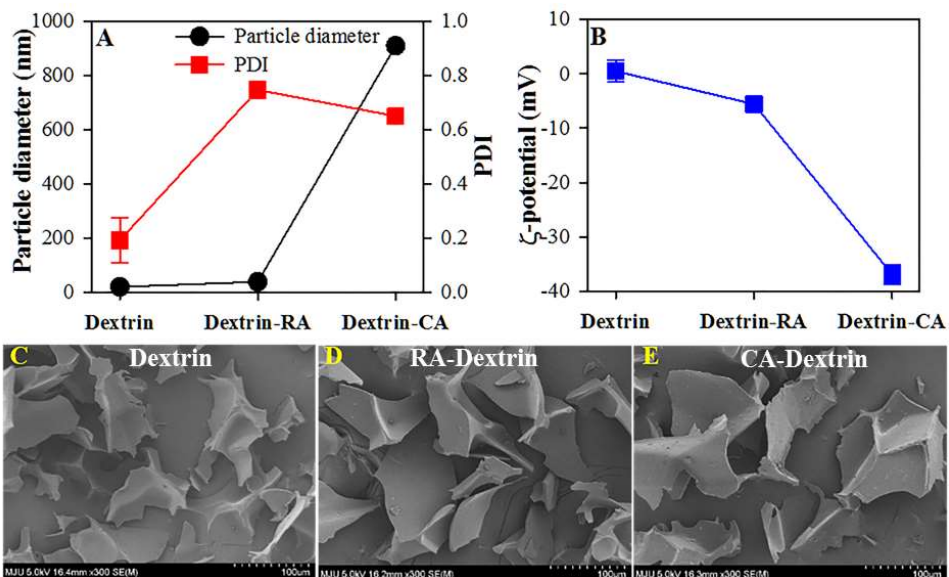 A
Particle diameter
PDI
Particle diameter (nm)
1000
800
600
400
200
0
1.0
0.8
0.6
0.4
0.2
0.0
PDI
Dextrin
Dextrin-RA
Dextrin-CA
B
ζ-potential (mV)
10
0
-10
-20
-30
-40
Dextrin
Dextrin-RA
Dextrin-CA
C Dextrin
MJU 5.0kV 16.4mm x300 SE(M)
100um
D RA-Dextrin
MJU 5.0kV 16.2mm x300 SE(M)
100um
E CA-Dextrin
MJU 5.0kV 16.3mm x300 SE(M)
100um